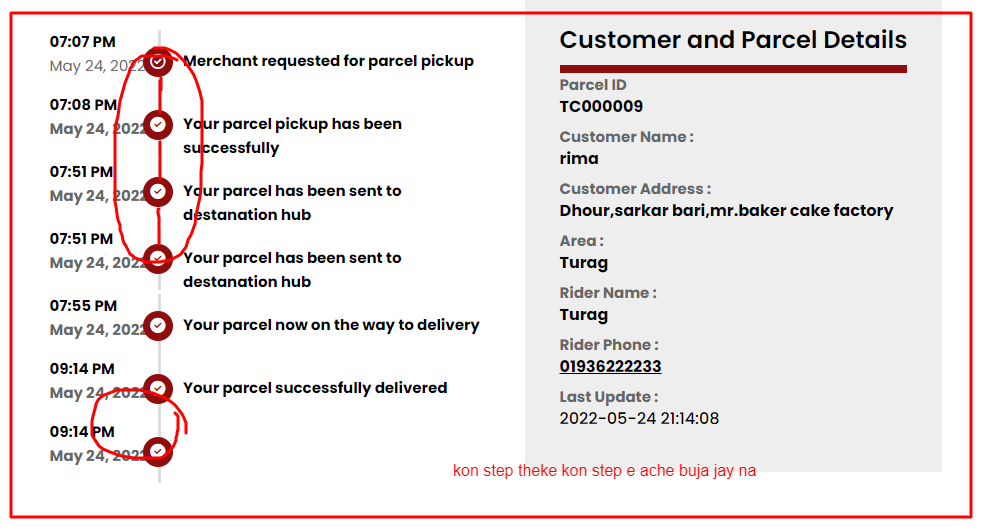 07:07 PM
May 24, 2022
Merchant requested for parcel pickup
07:08 PM
May 24, 2022
Your parcel pickup has been
successfully
07:51 PM
May 24, 2022
Your parcel has been sent to
destanation hub
07:51 PM
May 24, 2022
Your parcel has been sent to
destanation hub
07:55 PM
May 24, 2022
Your parcel now on the way to delivery
09:14 PM
May 24, 2022
Your parcel successfully delivered
09:14 PM
May 24, 2022
Customer and Parcel Details
Parcel ID
TC000009
Customer Name :
rima
Customer Address :
Dhour,sarkar bari,mr.baker cake factory
Area :
Turag
Rider Name :
Turag
Rider Phone :
01936222233
Last Update :
2022-05-24 21:14:08
kon step theke kon step e ache buja jay na